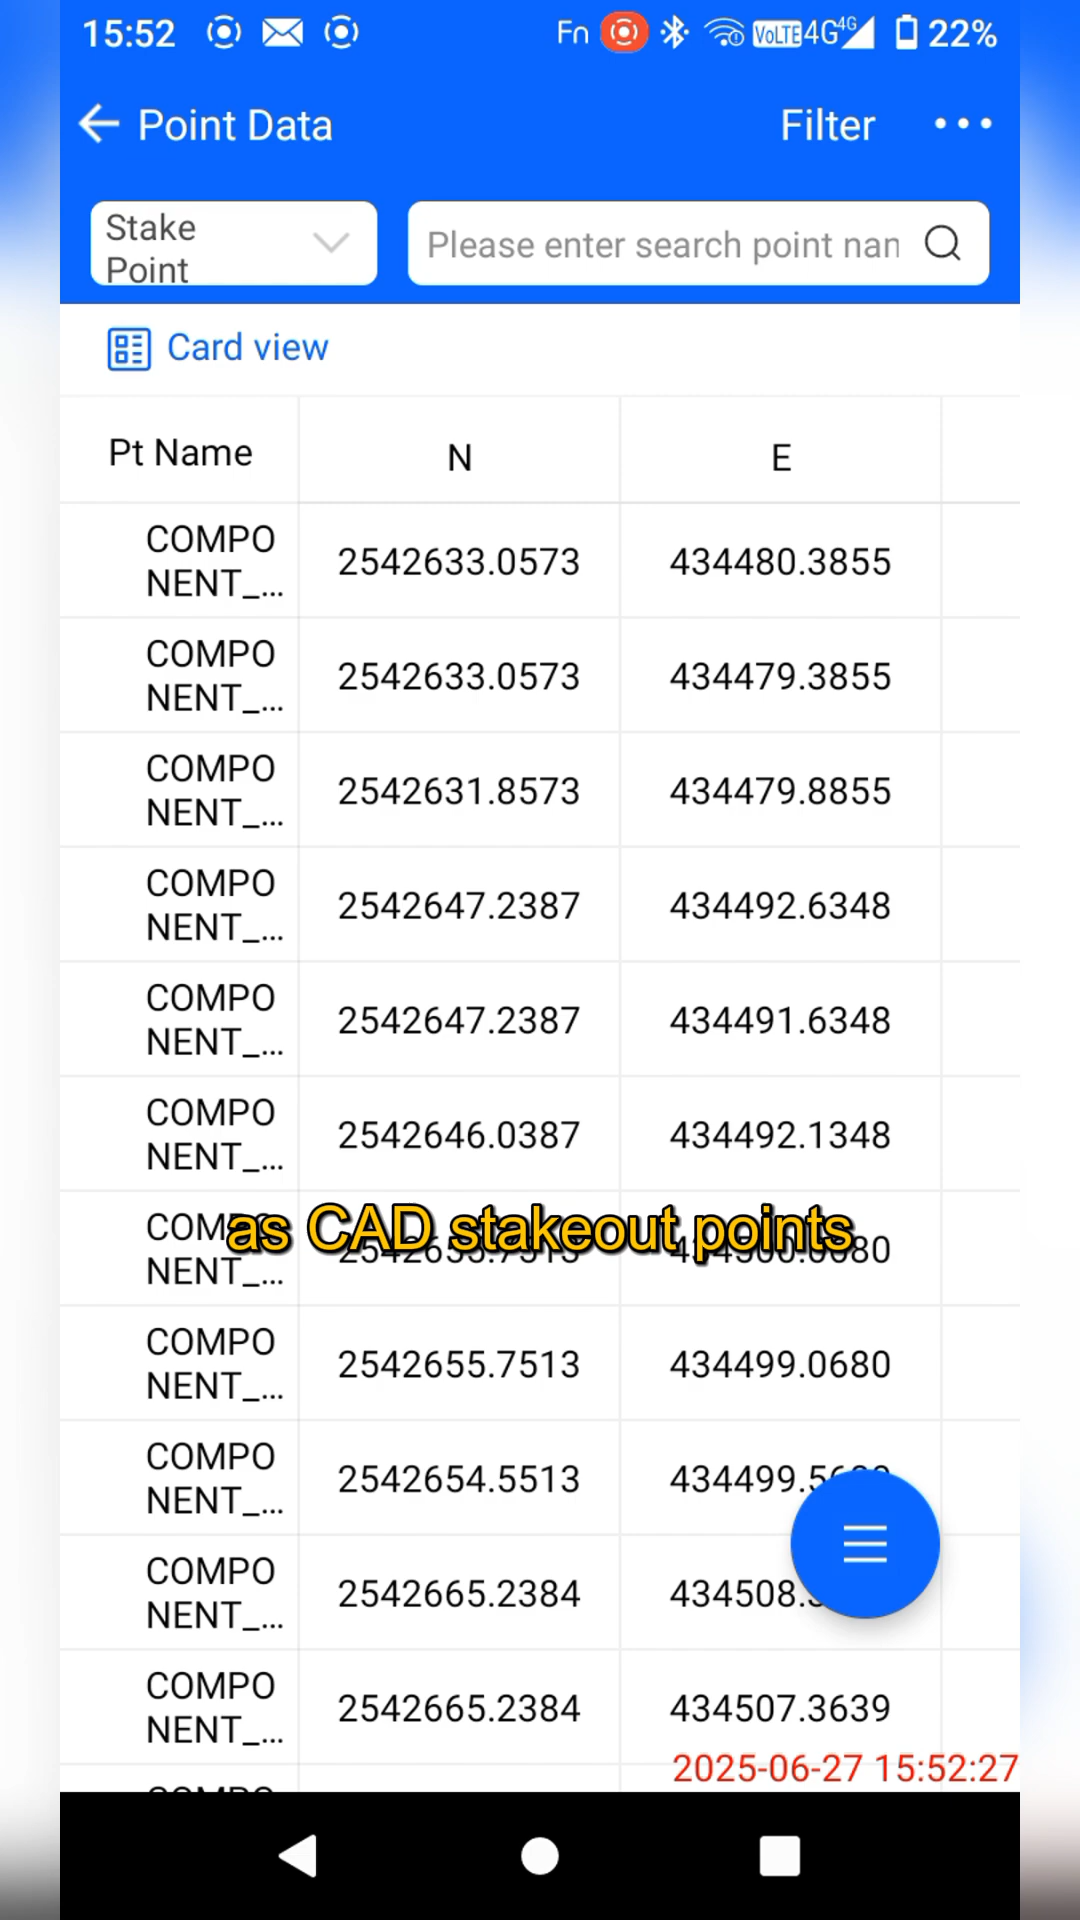 15:52 Fn VoLTE 4G 4G 22%
Point Data Filter
Stake
Point
Please enter search point nan
Card view
Pt Name N E
COMPO
NENT_... 2542633.0573 434480.3855
COMPO
NENT_... 2542633.0573 434479.3855
COMPO
NENT_... 2542631.8573 434479.8855
COMPO
NENT_... 2542647.2387 434492.6348
COMPO
NENT_... 2542647.2387 434491.6348
COMPO
NENT_... 2542646.0387 434492.1348
as CAD stakeout points
NENT_...
COMPO
NENT_... 2542655.7513 434499.0680
COMPO
NENT_... 2542654.5513
COMPO
NENT_... 2542665.2384
COMPO
NENT_... 2542665.2384 434507.3639
2025-06-27 15:52:27